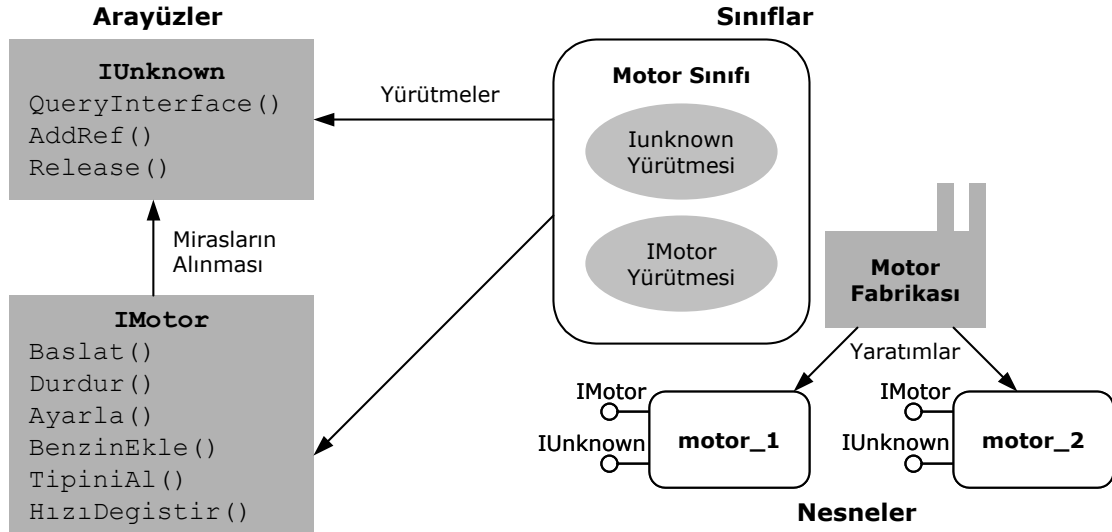 Arayüzler
IUnknown
QueryInterface()
AddRef()
Release()
Mirasların
Alınması
IMotor
Baslat()
Durdur()
Ayarla()
BenzinEkle()
TipiniAl()
HızıDegistir()
Yürütmeler
Sınıflar
Motor Sınıfı
Iunknown
Yürütmesi
IMotor
Yürütmesi
Motor
Fabrikası
Yaratımlar
IMotor
IUnknown
motor_1
IMotor
IUnknown
motor_2
Nesneler